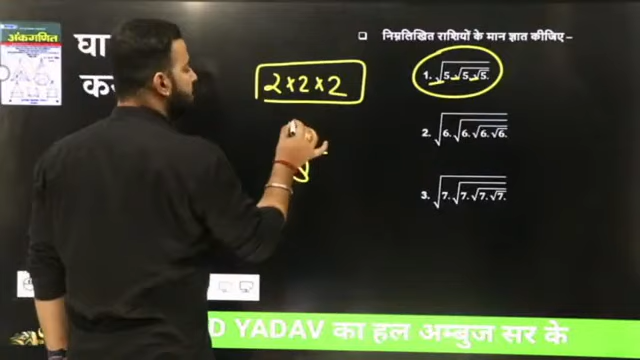 अंकगणित
घा
क
2×2×2
निम्नलिखित राशियों के मान ज्ञात कीजिए –
1. √5.√5.√5.
2. √6.√6.√6.√6.
3. √7.√7.√7.√7.
D YADAV का हल अम्बुज सर के